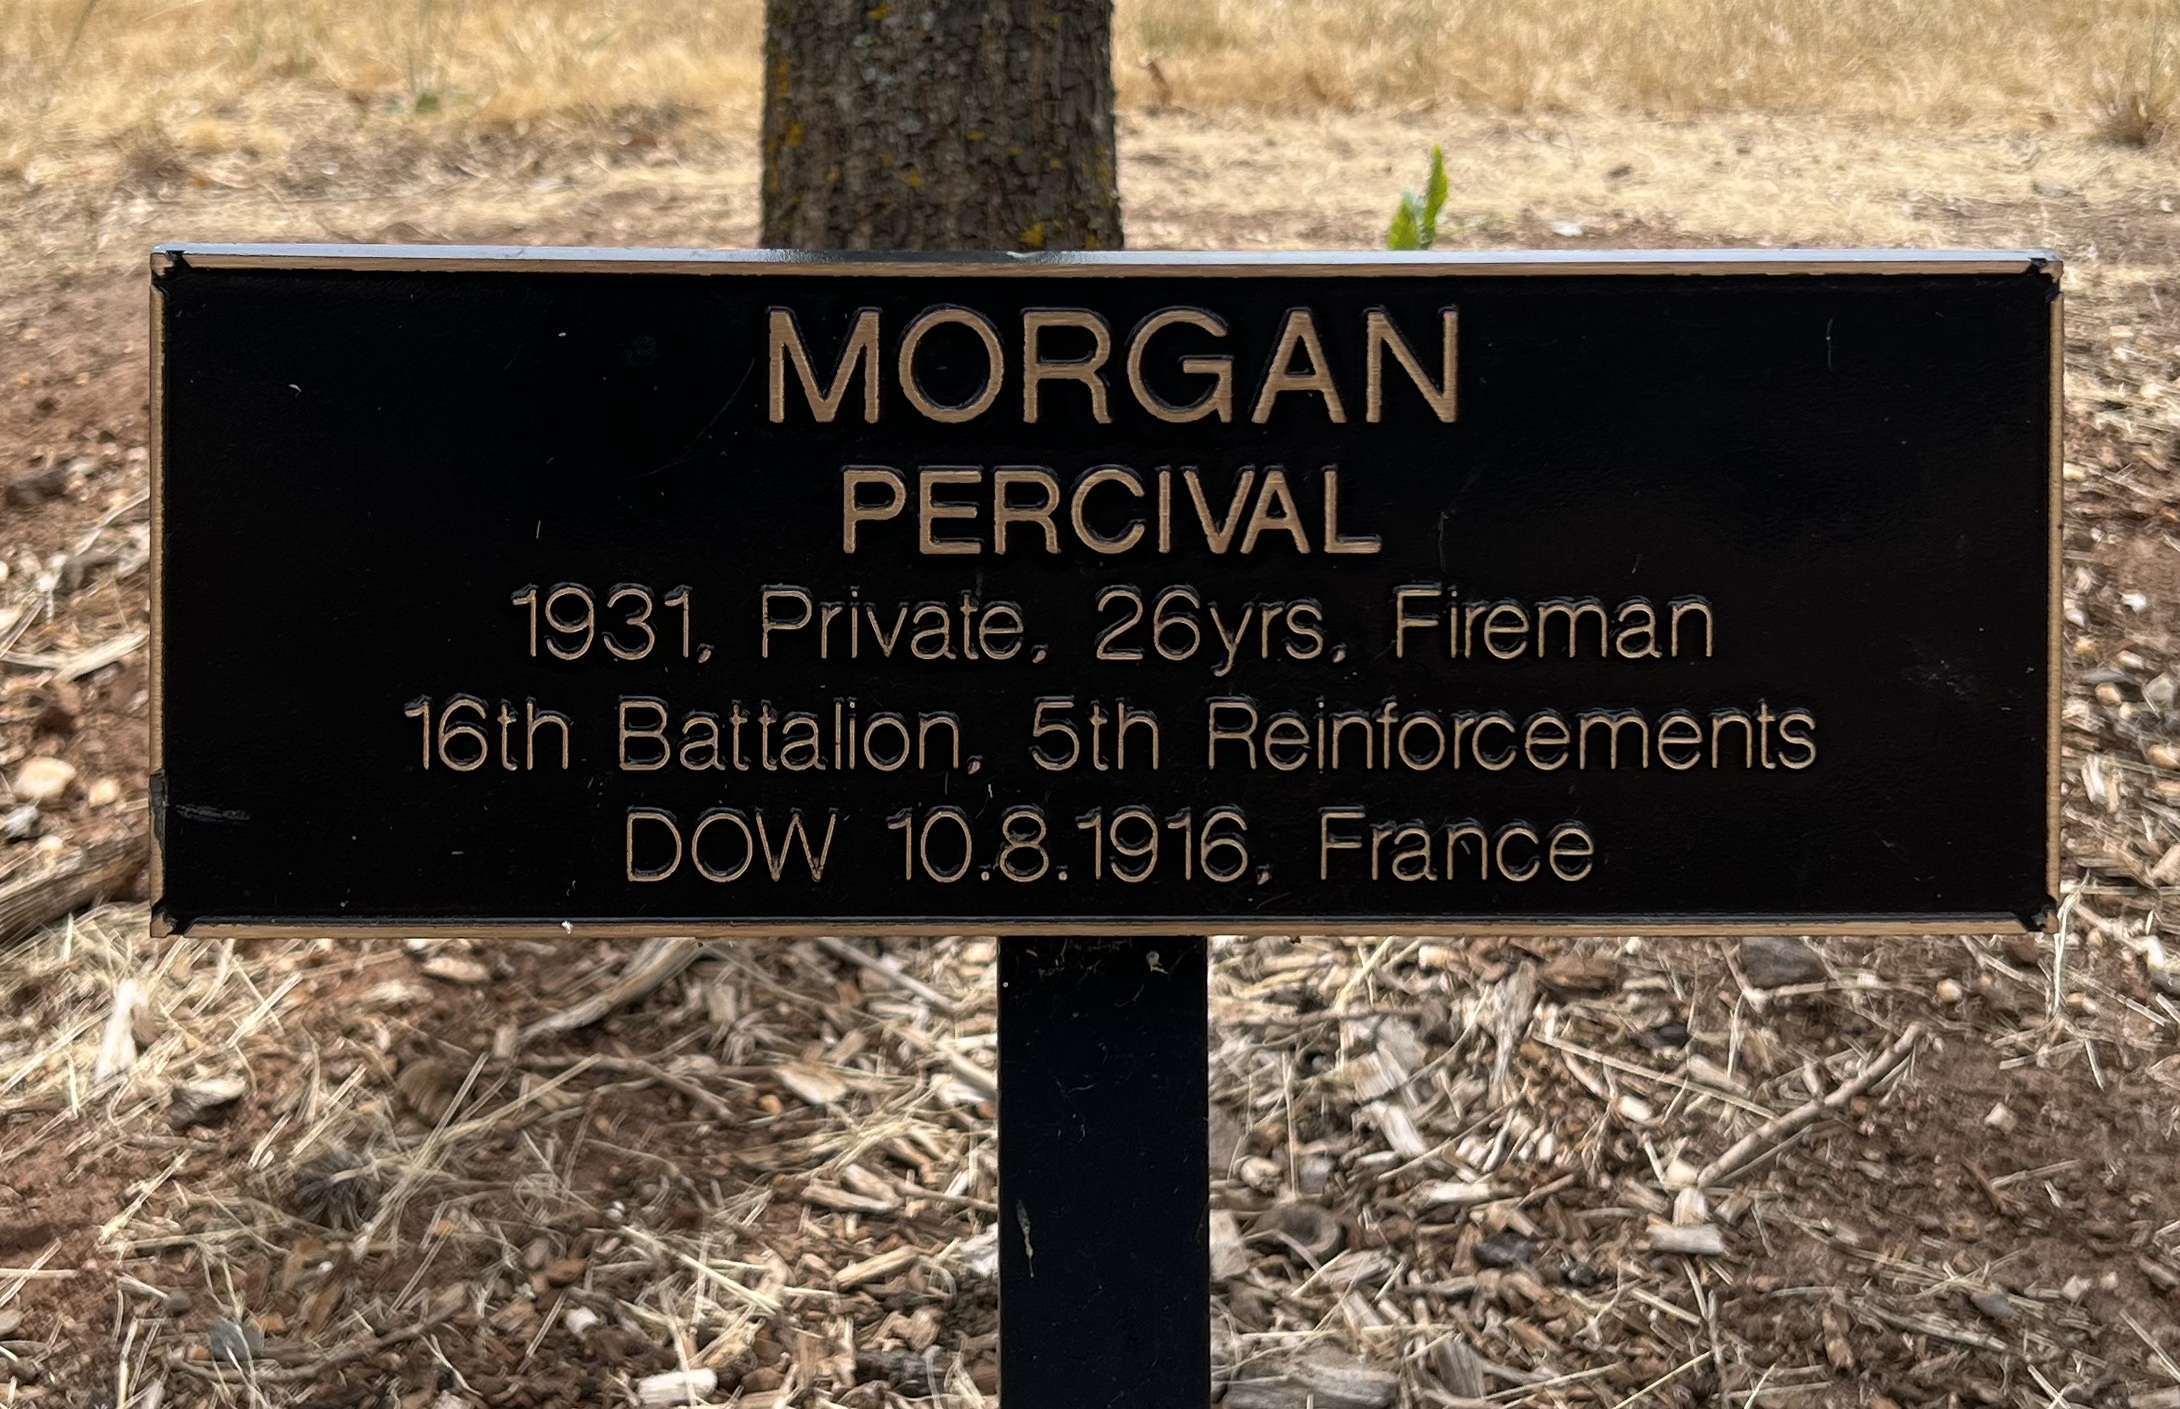 MORGAN
PERCIVAL
1931, Private, 26yrs, Fireman
16th Battalion, 5th Reinforcements
DOW 10.8.1916, France